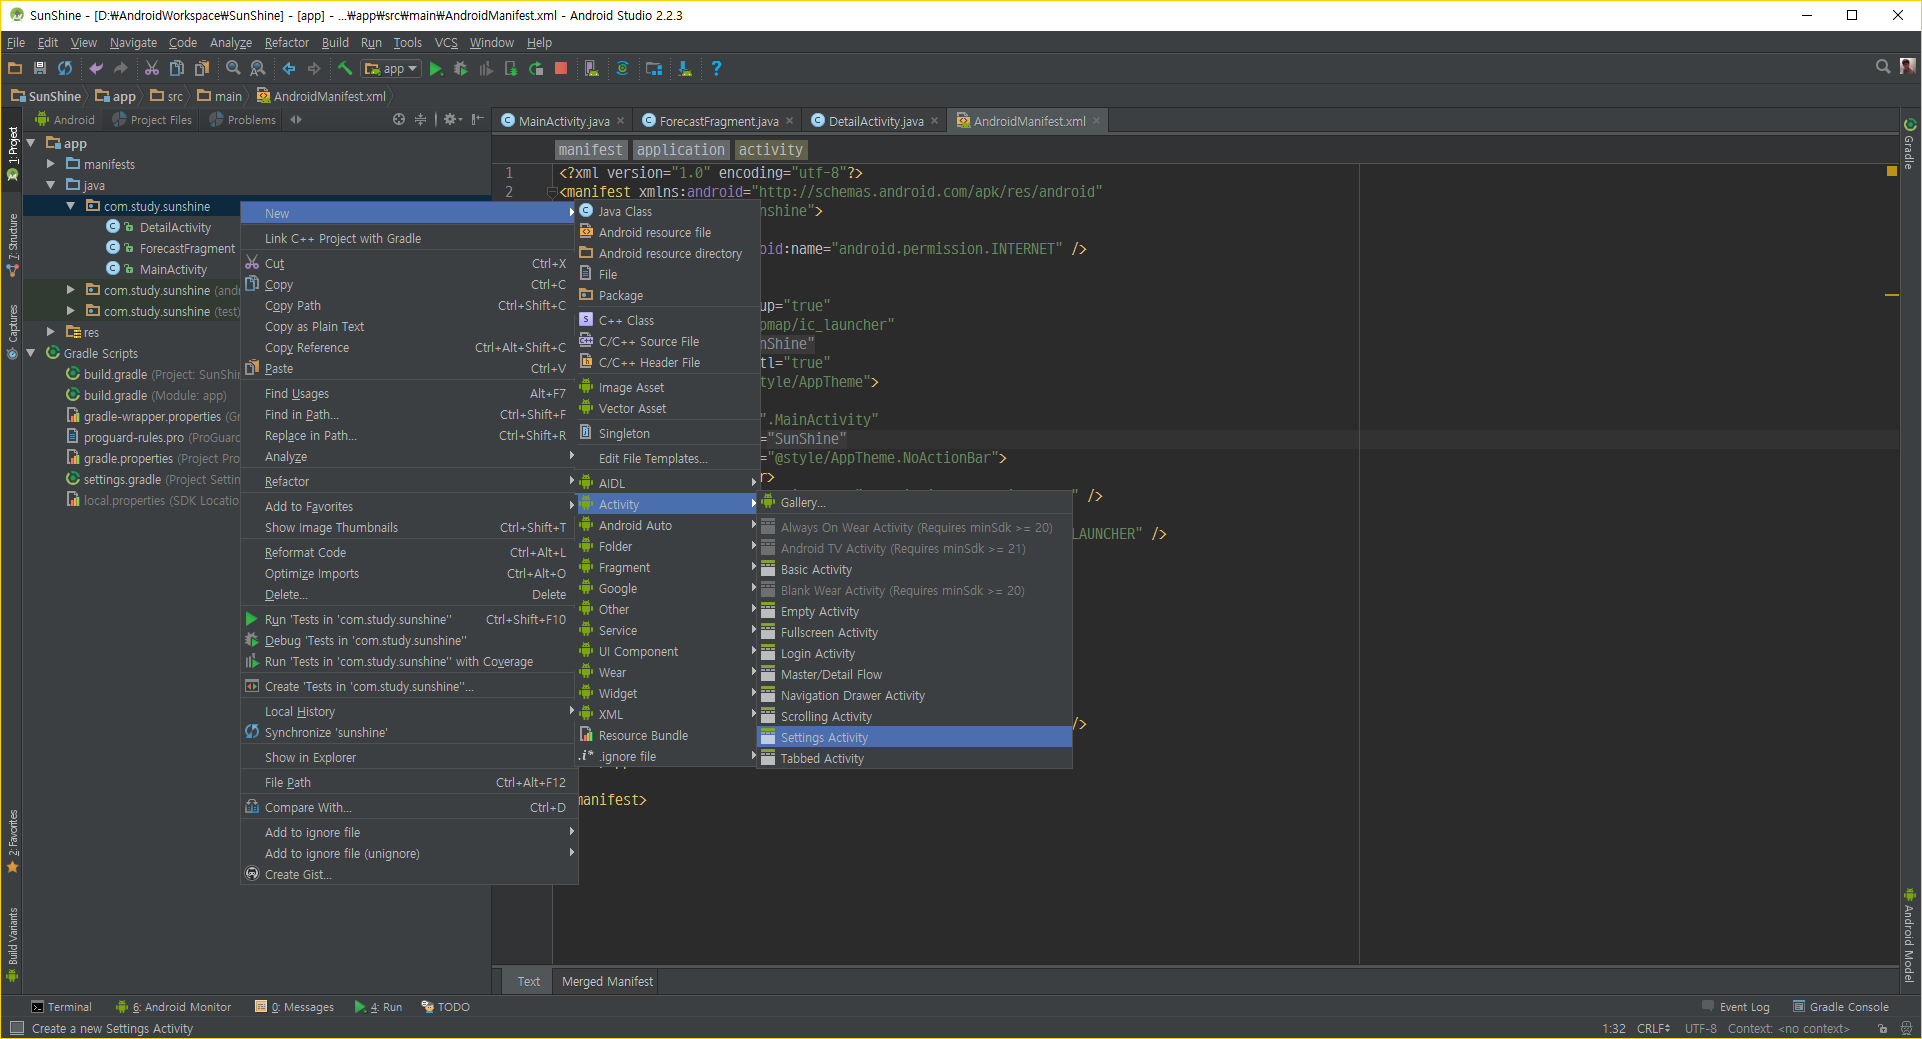 SunShine - [D:\AndroidWorkspace\SunShine] - [app] - ...\app\src\main\AndroidManifest.xml - Android Studio 2.2.3
File Edit View Navigate Code Analyze Refactor Build Run Tools VCS Window Help
app
SunShine app src main AndroidManifest.xml
Android Project Files Problems
MainActivity.java ForecastFragment.java DetailActivity.java AndroidManifest.xml
1: Project
7: Structure
Captures
2: Favorites
Build Variants
Gradle
Android Model
app
manifests
java
com.study.sunshine
DetailActivity
ForecastFragment
MainActivity
com.study.sunshine (and
com.study.sunshine (test)
res
Gradle Scripts
build.gradle (Project: SunShin
build.gradle (Module: app)
gradle-wrapper.properties (Gr
proguard-rules.pro (ProGuard
gradle.properties (Project Pro
settings.gradle (Project Settin
local.properties (SDK Locatio
New
Link C++ Project with Gradle
Cut Ctrl+X
Copy Ctrl+C
Copy Path Ctrl+Shift+C
Copy as Plain Text
Copy Reference Ctrl+Alt+Shift+C
Paste Ctrl+V
Find Usages Alt+F7
Find in Path... Ctrl+Shift+F
Replace in Path... Ctrl+Shift+R
Analyze
Refactor
Add to Favorites
Show Image Thumbnails Ctrl+Shift+T
Reformat Code Ctrl+Alt+L
Optimize Imports Ctrl+Alt+O
Delete... Delete
Run 'Tests in 'com.study.sunshine'' Ctrl+Shift+F10
Debug 'Tests in 'com.study.sunshine''
Run 'Tests in 'com.study.sunshine'' with Coverage
Create 'Tests in 'com.study.sunshine''...
Local History
Synchronize 'sunshine'
Show in Explorer
File Path Ctrl+Alt+F12
Compare With... Ctrl+D
Add to ignore file
Add to ignore file (unignore)
Create Gist...
Java Class
Android resource file
Android resource directory
File
Package
C++ Class
C/C++ Source File
C/C++ Header File
Image Asset
Vector Asset
Singleton
Edit File Templates...
AIDL
Activity
Android Auto
Folder
Fragment
Google
Other
Service
UI Component
Wear
Widget
XML
Resource Bundle
.ignore file
Gallery...
Always On Wear Activity (Requires minSdk >= 20)
Android TV Activity (Requires minSdk >= 21)
Basic Activity
Blank Wear Activity (Requires minSdk >= 20)
Empty Activity
Fullscreen Activity
Login Activity
Master/Detail Flow
Navigation Drawer Activity
Scrolling Activity
Settings Activity
Tabbed Activity
manifest application activity
1 <?xml version="1.0" encoding="utf-8"?>
2 <manifest xmlns:android="http://schemas.android.com/apk/res/android"
nshine">
oid:name="android.permission.INTERNET" />
up="true"
pmap/ic_launcher"
nShine"
tl="true"
tyle/AppTheme">
".MainActivity"
="SunShine"
="@style/AppTheme.NoActionBar">
r>
" />
LAUNCHER" />
/>
manifest>
Text Merged Manifest
Terminal 6: Android Monitor 0: Messages 4: Run TODO Event Log Gradle Console
Create a new Settings Activity 1:32 CRLF UTF-8 Context: <no context>